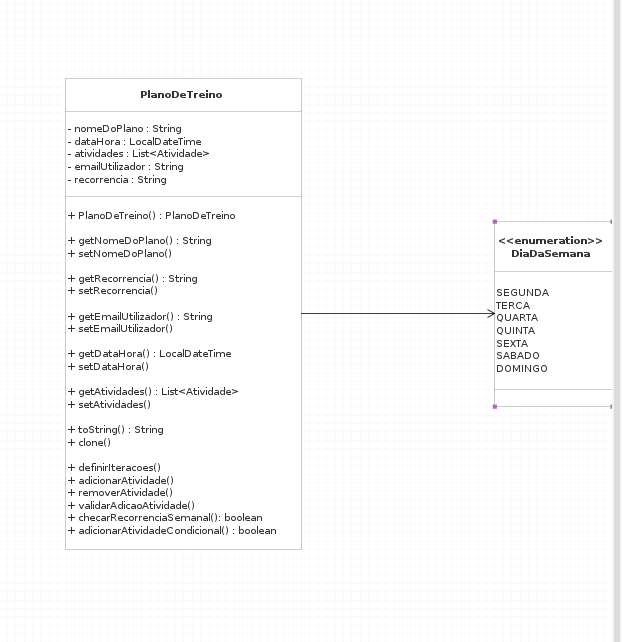 PlanoDeTreino
- nomeDoPlano : String
- dataHora : LocalDateTime
- atividades : List<Atividade>
- emailUtilizador : String
- recorrencia : String
+ PlanoDeTreino() : PlanoDeTreino
+ getNomeDoPlano() : String
+ setNomeDoPlano()
+ getRecorrencia() : String
+ setRecorrencia()
+ getEmailUtilizador() : String
+ setEmailUtilizador()
+ getDataHora() : LocalDateTime
+ setDataHora()
+ getAtividades() : List<Atividade>
+ setAtividades()
+ toString() : String
+ clone()
+ definirIteracoes()
+ adicionarAtividade()
+ removerAtividade()
+ validarAdicaoAtividade()
+ checarRecorrenciaSemanal(): boolean
+ adicionarAtividadeCondicional() : boolean
<<enumeration>>
DiaDaSemana
SEGUNDA
TERCA
QUARTA
QUINTA
SEXTA
SABADO
DOMINGO